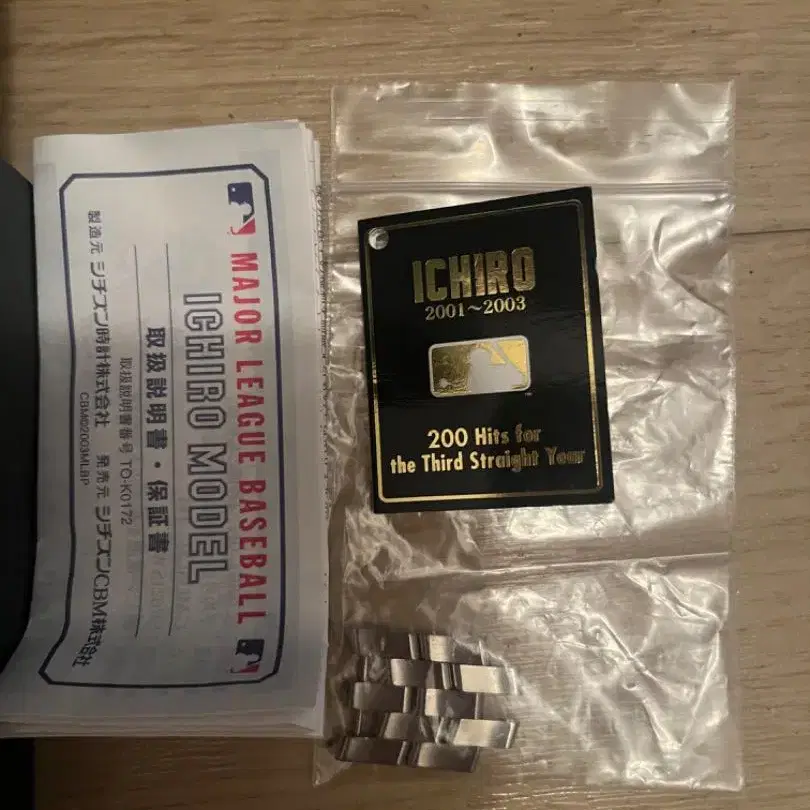 MAJOR LEAGUE BASEBALL
ICHIRO MODEL
取扱説明書・保証書
取扱説明書番号 TO-K0172
製造元 シチズン時計株式会社 発売元 シチズンCBM株式会社
CBM©2003MLBP
ICHIRO
2001~2003
200 Hits for
the Third Straight Year